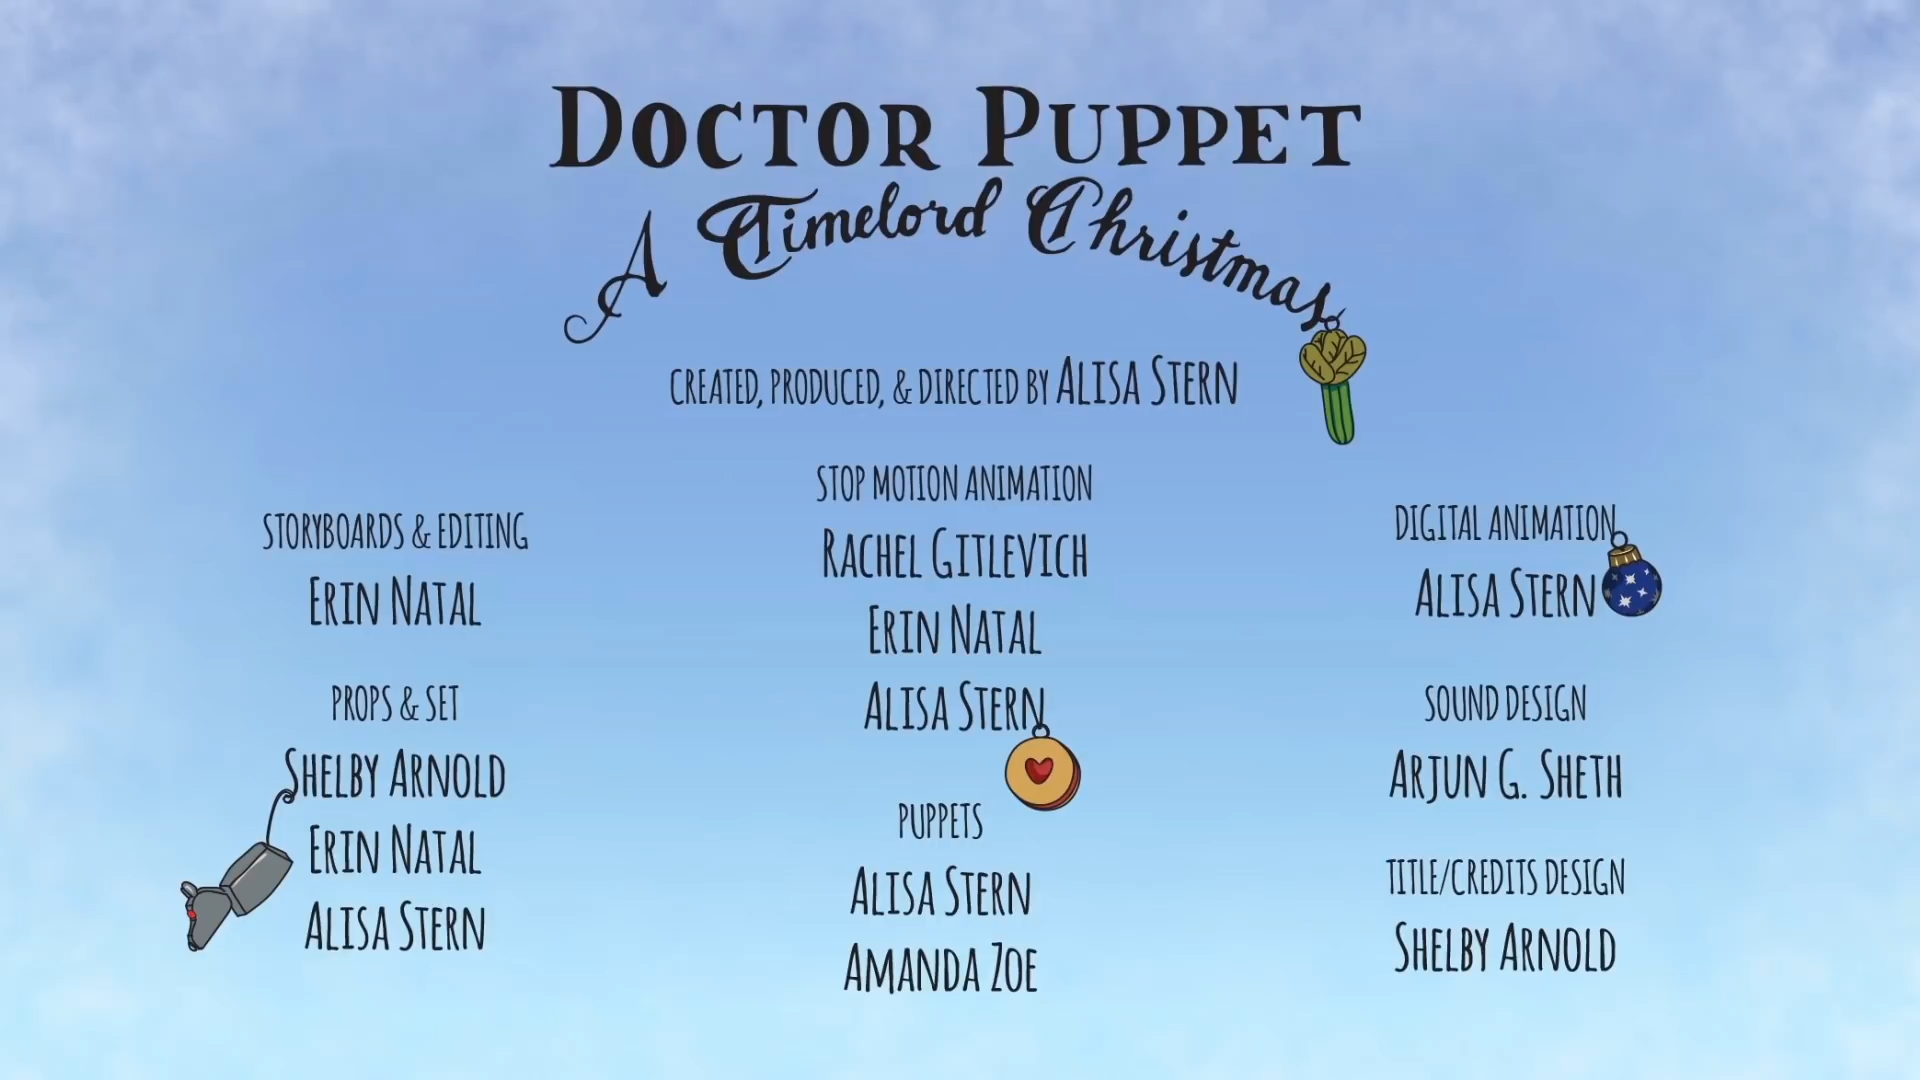 Doctor Puppet
A Timelord Christmas
CREATED, PRODUCED, & DIRECTED BY ALISA STERN
STORYBOARDS & EDITING
ERIN NATAL
PROPS & SET
SHELBY ARNOLD
ERIN NATAL
ALISA STERN
STOP MOTION ANIMATION
RACHEL GITLEVICH
ERIN NATAL
ALISA STERN
PUPPETS
ALISA STERN
AMANDA ZOE
DIGITAL ANIMATION
ALISA STERN
SOUND DESIGN
ARJUN G. SHETH
TITLE/CREDITS DESIGN
SHELBY ARNOLD